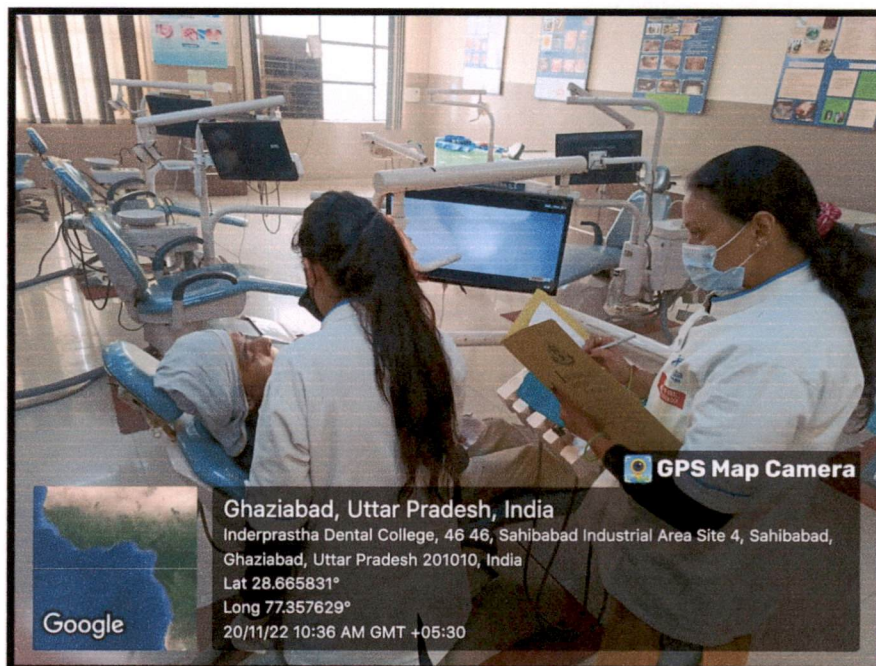 GPS Map Camera
Ghaziabad, Uttar Pradesh, India
Inderprastha Dental College, 46 46, Sahibabad Industrial Area Site 4, Sahibabad,
Ghaziabad, Uttar Pradesh 201010, India
Lat 28.665831°
Long 77.357629°
20/11/22 10:36 AM GMT +05:30
Google